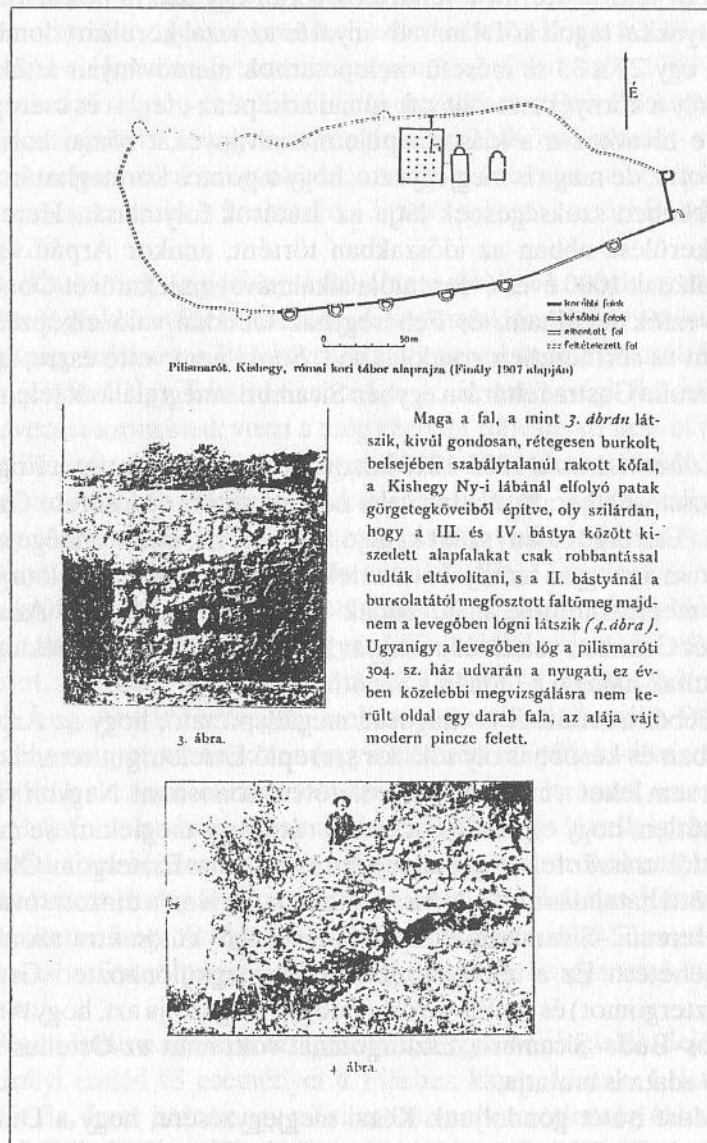 É
korábbi falak
későbbi falak
elbontott fal
feltételezett fal
0 50m
Pilismarót. Kishegy, római kori tábor alaprajza (Finály 1907 alapján)
Maga a fal, a mint 3. ábrán lát-
szik, kivül gondosan, rétegesen burkolt,
belsejében szabálytalanúl rakott kőfal,
a Kishegy Ny-i lábánál elfolyó patak
görgetegköveiből építve, oly szilárdan,
hogy a III. és IV. bástya között ki-
szedett alapfalakat csak robbantással
tudták eltávolítani, s a II. bástyánál a
burcolatától megfosztott faltömeg majd-
nem a levegőben lógni látszik (4. ábra).
Ugyanígy a levegőben lóg a pilismaróti
304. sz. ház udvarán a nyugati, ez év-
ben közelebbi megvizsgálásra nem ke-
rült oldal egy darab fala, az alája vájt
modern pincze felett.
3. ábra.
4. ábra.